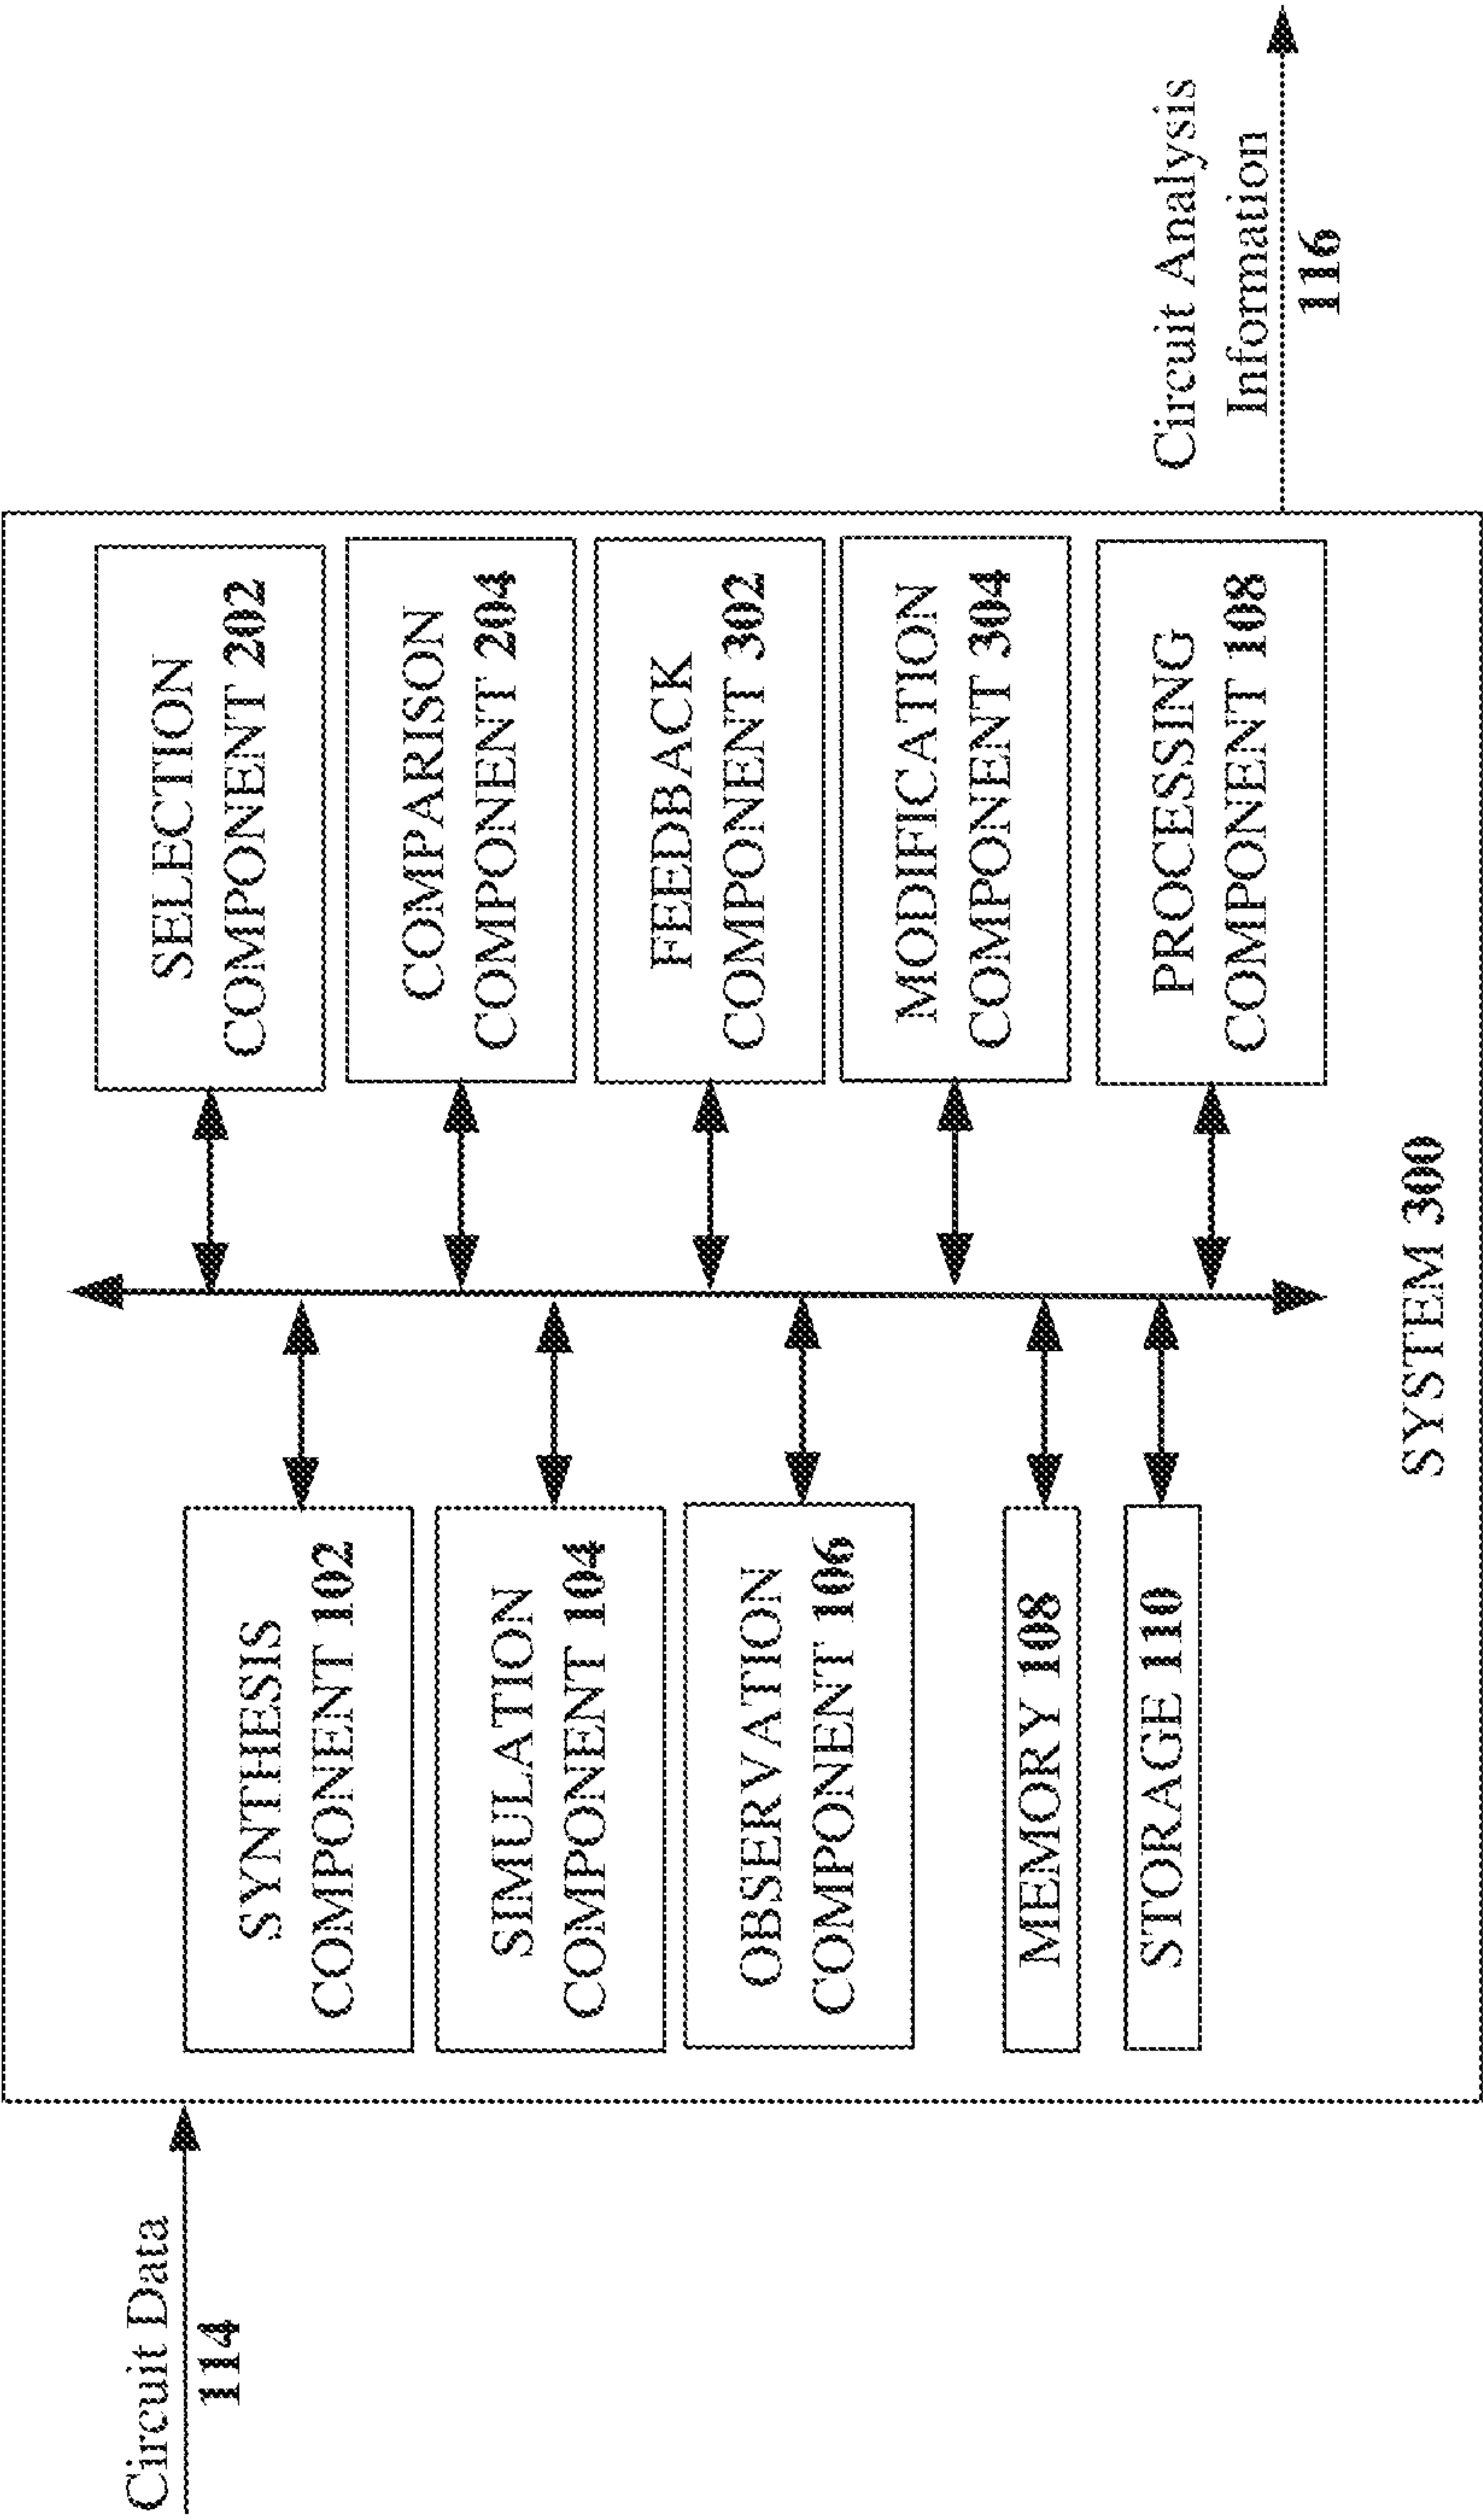 Circuit Data
114
SYNTHESIS
COMPONENT 102
SIMULATION
COMPONENT 104
OBSERVATION
COMPONENT 106
MEMORY 108
STORAGE 110
SELECTION
COMPONENT 202
COMPARISON
COMPONENT 204
FEEDBACK
COMPONENT 302
MODIFICATION
COMPONENT 304
PROCESSING
COMPONENT 108
SYSTEM 300
Circuit Analysis
Information
116